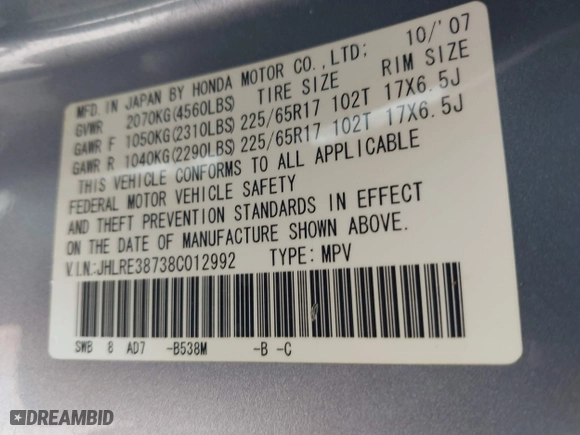 MFD. IN JAPAN BY HONDA MOTOR CO.,LTD: 10/'07
GVWR 2070KG(4560LBS) TIRE SIZE RIM SIZE
GAWR F 1050KG(2310LBS) 225/65R17 102T 17X6.5J
GAWR R 1040KG(2290LBS) 225/65R17 102T 17X6.5J
THIS VEHICLE CONFORMS TO ALL APPLICABLE
FEDERAL MOTOR VEHICLE SAFETY
AND THEFT PREVENTION STANDARDS IN EFFECT
ON THE DATE OF MANUFACTURE SHOWN ABOVE.
V.I.N:JHLRE38738C012992 TYPE: MPV
SWB 8 AD7 -B538M -B -C
DREAMBID